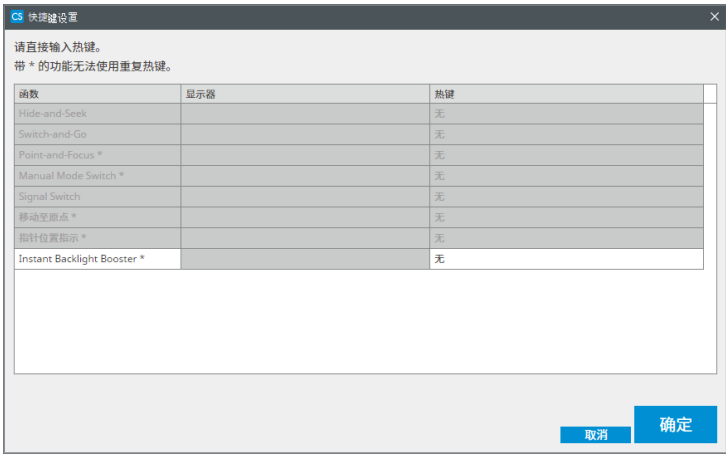 CS 快捷键设置
请直接输入热键。
带 * 的功能无法使用重复热键。
函数 显示器 热键
Hide-and-Seek 无
Switch-and-Go 无
Point-and-Focus * 无
Manual Mode Switch * 无
Signal Switch 无
移动至原点 * 无
指针位置指示 * 无
Instant Backlight Booster * 无
取消 确定